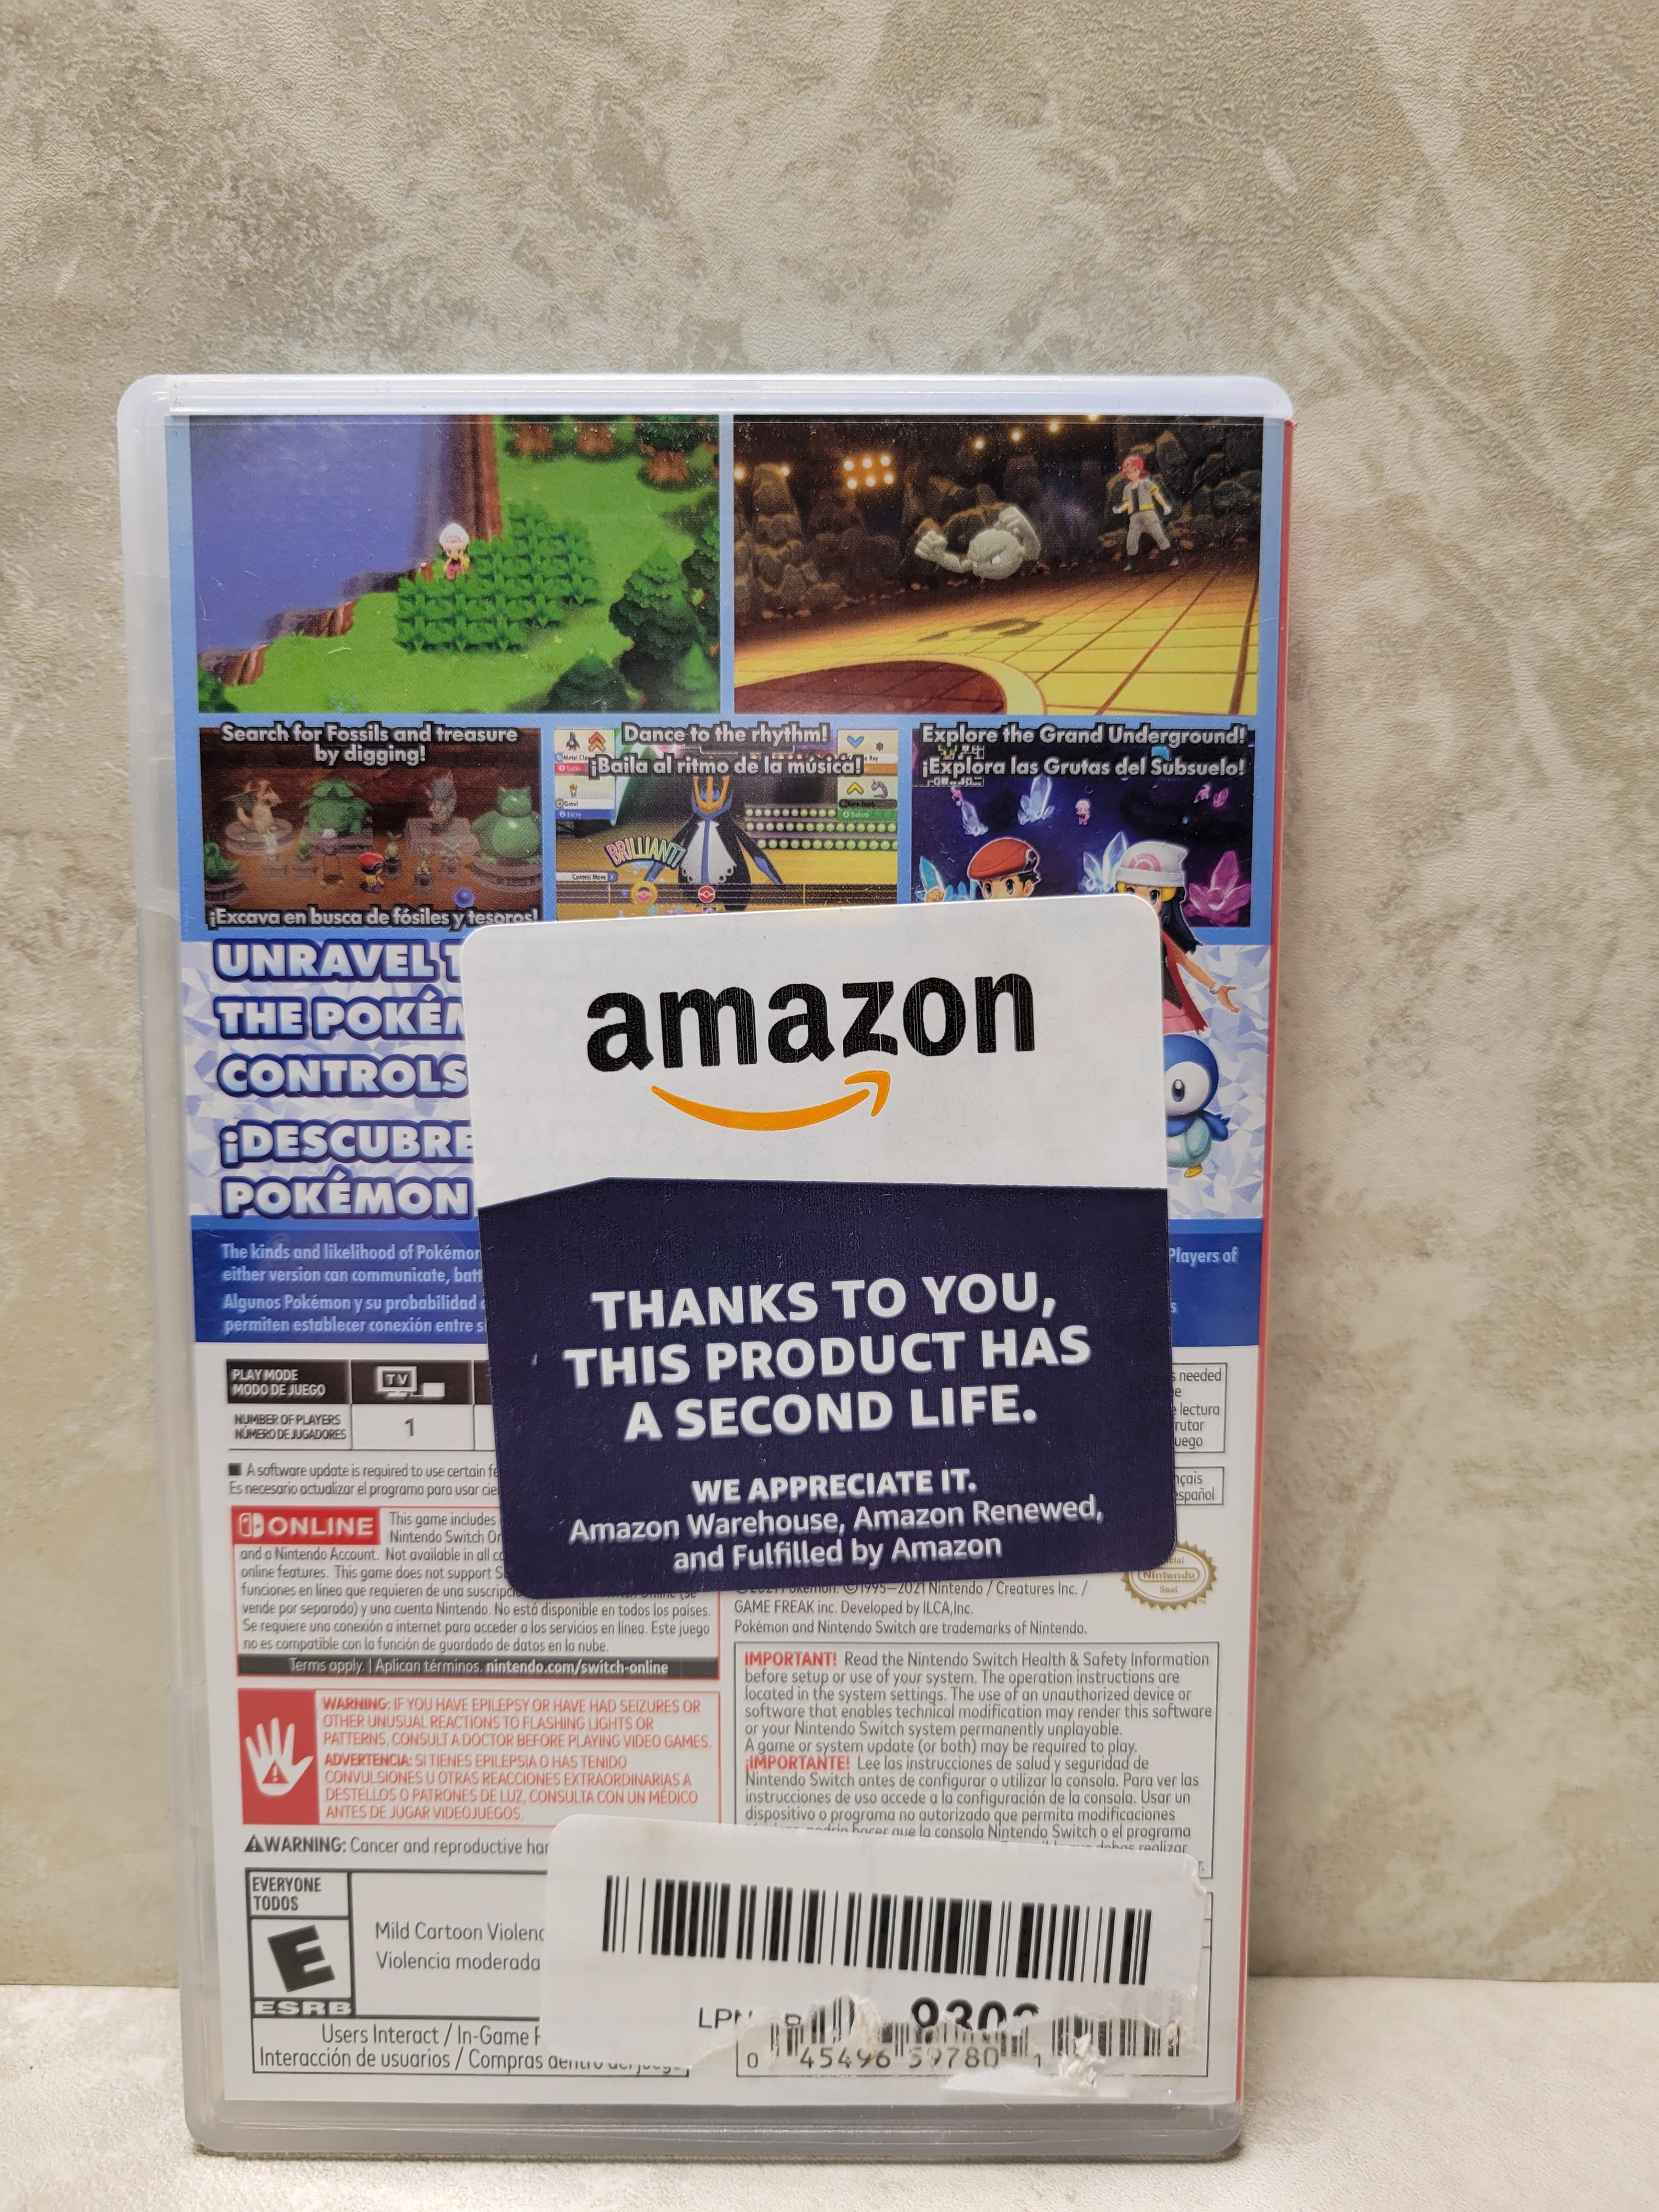 Search for Fossils and treasure
by digging!
¡Excava en busca de fósiles y tesoros!
Dance to the rhythm!
¡Baila al ritmo de la música!
BRILLIANT!
Contest Move
Explore the Grand Underground!
¡Explora las Grutas del Subsuelo!
UNRAVEL
THE
CONTROLS
¡DESCUBRE
POKÉMON
amazon
THANKS TO YOU,
THIS PRODUCT HAS
A SECOND LIFE.
WE APPRECIATE IT.
Amazon Warehouse, Amazon Renewed,
and Fulfilled by Amazon
The kinds and likelihood of Pokémon
Players of
either version can communicate,
Algunos Pokémon y su probabilidad
permiten establecer conexión entre
PLAY MODE
MODO DE JUEGO
TV
NUMBER OF PLAYERS
NÚMERO DE JUGADORES
1
needed
lectura
A software update is required to use certain
Es necesario actualizar el programa para usar
español
ONLINE
This game includes
Nintendo Switch
and a Nintendo Account. Not available in all
online features. This game does not support
funciones en línea que requieren de una
vende por separado) y una cuenta Nintendo. No está disponible en todos los países.
Se requiere una conexión a internet para acceder a los servicios en línea. Este juego
no es compatible con la función de guardado de datos en la nube.
Terms apply. | Aplican términos. nintendo.com/switch-online
Nintendo
Seal
©2021 Pokémon. ©1995–2021 Nintendo / Creatures Inc. /
GAME FREAK inc. Developed by ILCA,Inc.
Pokémon and Nintendo Switch are trademarks of Nintendo.
WARNING: IF YOU HAVE EPILEPSY OR HAVE HAD SEIZURES OR
OTHER UNUSUAL REACTIONS TO FLASHING LIGHTS OR
PATTERNS, CONSULT A DOCTOR BEFORE PLAYING VIDEO GAMES.
ADVERTENCIA: SI TIENES EPILEPSIA O HAS TENIDO
CONVULSIONES U OTRAS REACCIONES EXTRAORDINARIAS A
DESTELLOS O PATRONES DE LUZ, CONSULTA CON UN MÉDICO
ANTES DE JUGAR VIDEOJUEGOS.
IMPORTANT! Read the Nintendo Switch Health & Safety Information
before setup or use of your system. The operation instructions are
located in the system settings. The use of an unauthorized device or
software that enables technical modification may render this software
or your Nintendo Switch system permanently unplayable.
A game or system update (or both) may be required to play.
¡IMPORTANTE! Lee las instrucciones de salud y seguridad de
Nintendo Switch antes de configurar o utilizar la consola. Para ver las
instrucciones de uso accede a la configuración de la consola. Usar un
dispositivo o programa no autorizado que permita modificaciones
podría hacer que la consola Nintendo Switch o el programa
debas realizar
WARNING: Cancer and reproductive
EVERYONE
TODOS
E
ESRB
Mild Cartoon
Violencia moderada
Users Interact / In-Game
Interacción de usuarios / Compras dentro del juego
0 45496 59780 1